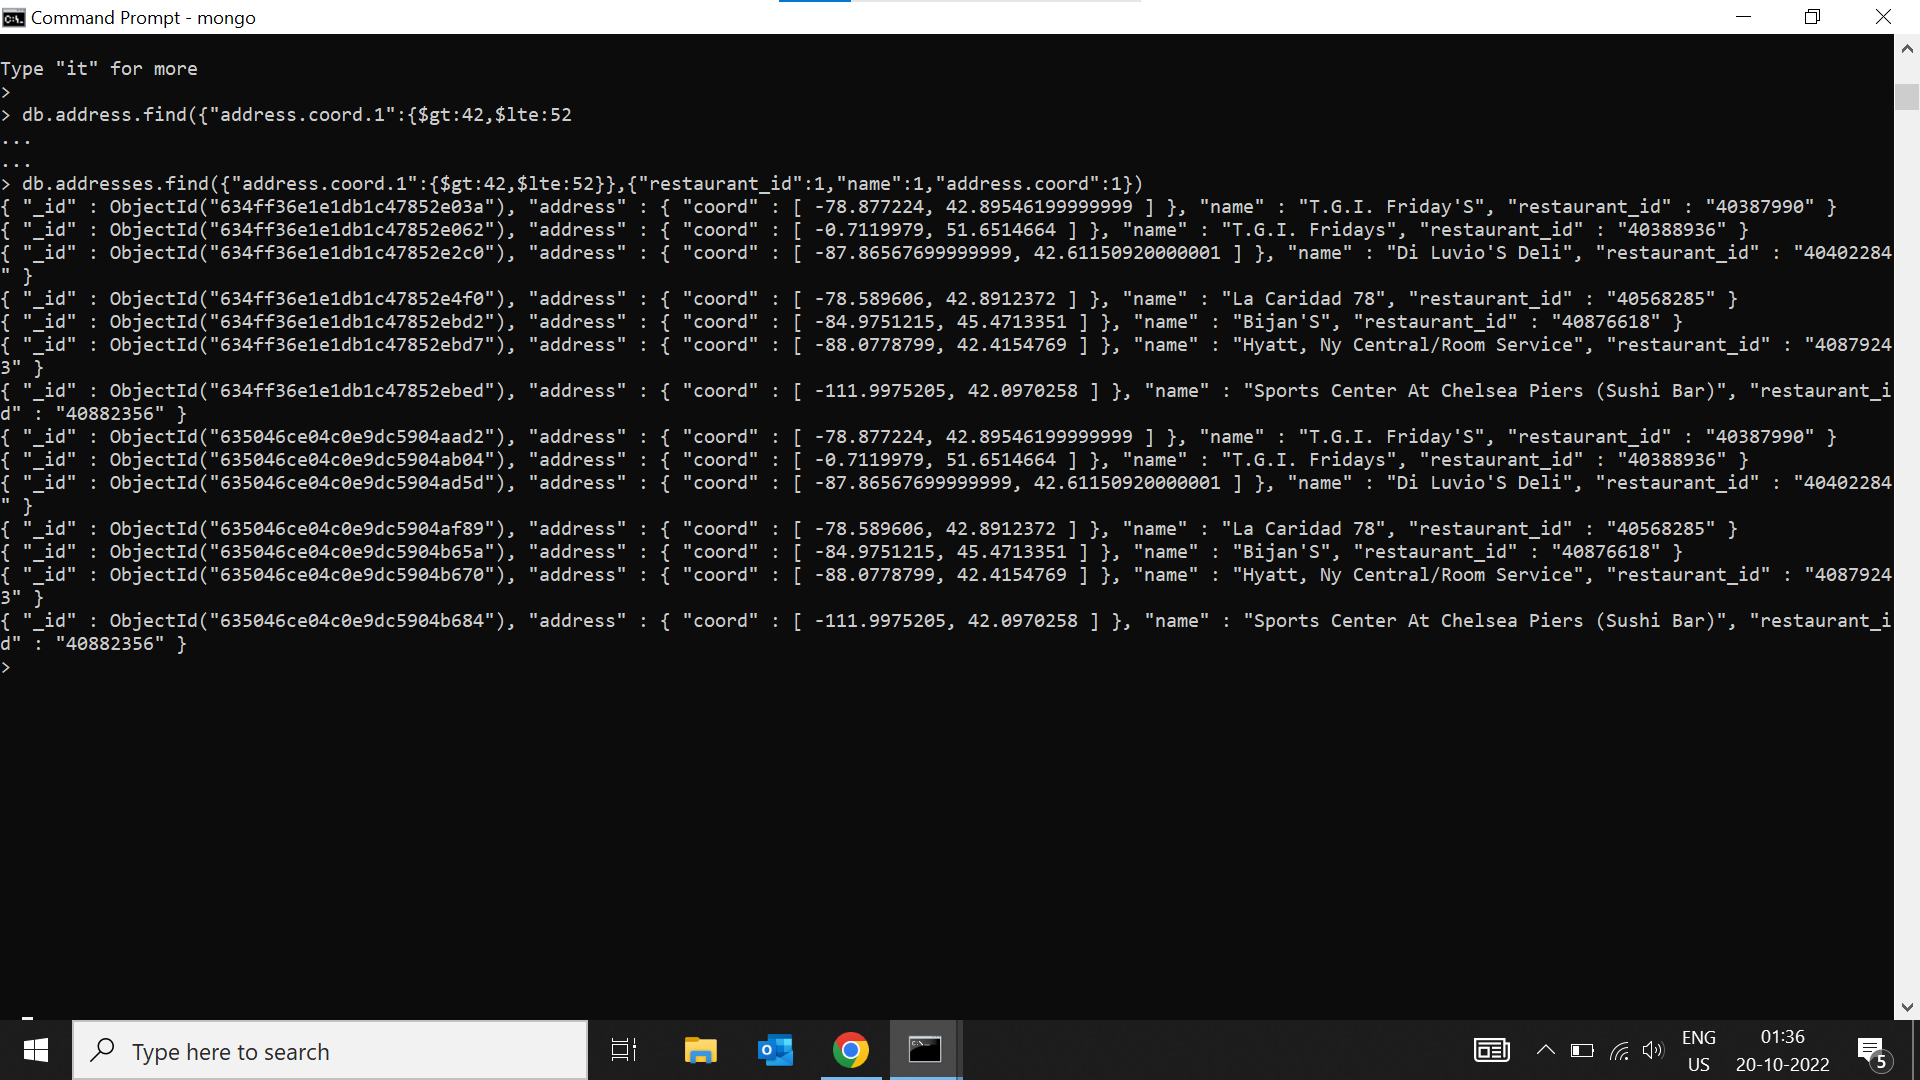 Command Prompt - mongo
Type "it" for more
>
> db.address.find({"address.coord.1":{$gt:42,$lte:52
...
...
> db.addresses.find({"address.coord.1":{$gt:42,$lte:52}},{"restaurant_id":1,"name":1,"address.coord":1})
{ "_id" : ObjectId("634ff36e1e1db1c47852e03a"), "address" : { "coord" : [ -78.877224, 42.89546199999999 ] }, "name" : "T.G.I. Friday'S", "restaurant_id" : "40387990" }
{ "_id" : ObjectId("634ff36e1e1db1c47852e062"), "address" : { "coord" : [ -0.7119979, 51.6514664 ] }, "name" : "T.G.I. Fridays", "restaurant_id" : "40388936" }
{ "_id" : ObjectId("634ff36e1e1db1c47852e2c0"), "address" : { "coord" : [ -87.86567699999999, 42.61150920000001 ] }, "name" : "Di Luvio'S Deli", "restaurant_id" : "40402284
" }
{ "_id" : ObjectId("634ff36e1e1db1c47852e4f0"), "address" : { "coord" : [ -78.589606, 42.8912372 ] }, "name" : "La Caridad 78", "restaurant_id" : "40568285" }
{ "_id" : ObjectId("634ff36e1e1db1c47852ebd2"), "address" : { "coord" : [ -84.9751215, 45.4713351 ] }, "name" : "Bijan'S", "restaurant_id" : "40876618" }
{ "_id" : ObjectId("634ff36e1e1db1c47852ebd7"), "address" : { "coord" : [ -88.0778799, 42.4154769 ] }, "name" : "Hyatt, Ny Central/Room Service", "restaurant_id" : "4087924
3" }
{ "_id" : ObjectId("634ff36e1e1db1c47852ebed"), "address" : { "coord" : [ -111.9975205, 42.0970258 ] }, "name" : "Sports Center At Chelsea Piers (Sushi Bar)", "restaurant_i
d" : "40882356" }
{ "_id" : ObjectId("635046ce04c0e9dc5904aad2"), "address" : { "coord" : [ -78.877224, 42.89546199999999 ] }, "name" : "T.G.I. Friday'S", "restaurant_id" : "40387990" }
{ "_id" : ObjectId("635046ce04c0e9dc5904ab04"), "address" : { "coord" : [ -0.7119979, 51.6514664 ] }, "name" : "T.G.I. Fridays", "restaurant_id" : "40388936" }
{ "_id" : ObjectId("635046ce04c0e9dc5904ad5d"), "address" : { "coord" : [ -87.86567699999999, 42.61150920000001 ] }, "name" : "Di Luvio'S Deli", "restaurant_id" : "40402284
" }
{ "_id" : ObjectId("635046ce04c0e9dc5904af89"), "address" : { "coord" : [ -78.589606, 42.8912372 ] }, "name" : "La Caridad 78", "restaurant_id" : "40568285" }
{ "_id" : ObjectId("635046ce04c0e9dc5904b65a"), "address" : { "coord" : [ -84.9751215, 45.4713351 ] }, "name" : "Bijan'S", "restaurant_id" : "40876618" }
{ "_id" : ObjectId("635046ce04c0e9dc5904b670"), "address" : { "coord" : [ -88.0778799, 42.4154769 ] }, "name" : "Hyatt, Ny Central/Room Service", "restaurant_id" : "4087924
3" }
{ "_id" : ObjectId("635046ce04c0e9dc5904b684"), "address" : { "coord" : [ -111.9975205, 42.0970258 ] }, "name" : "Sports Center At Chelsea Piers (Sushi Bar)", "restaurant_i
d" : "40882356" }
>
Type here to search
ENG
US
01:36
20-10-2022
5